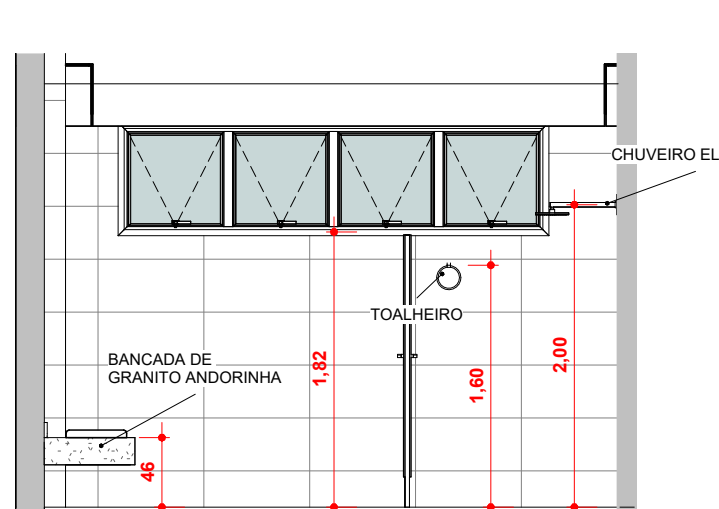 CHUVEIRO EL
TOALHEIRO
BANCADA DE
GRANITO ANDORINHA
1,82
1,60
2,00
46